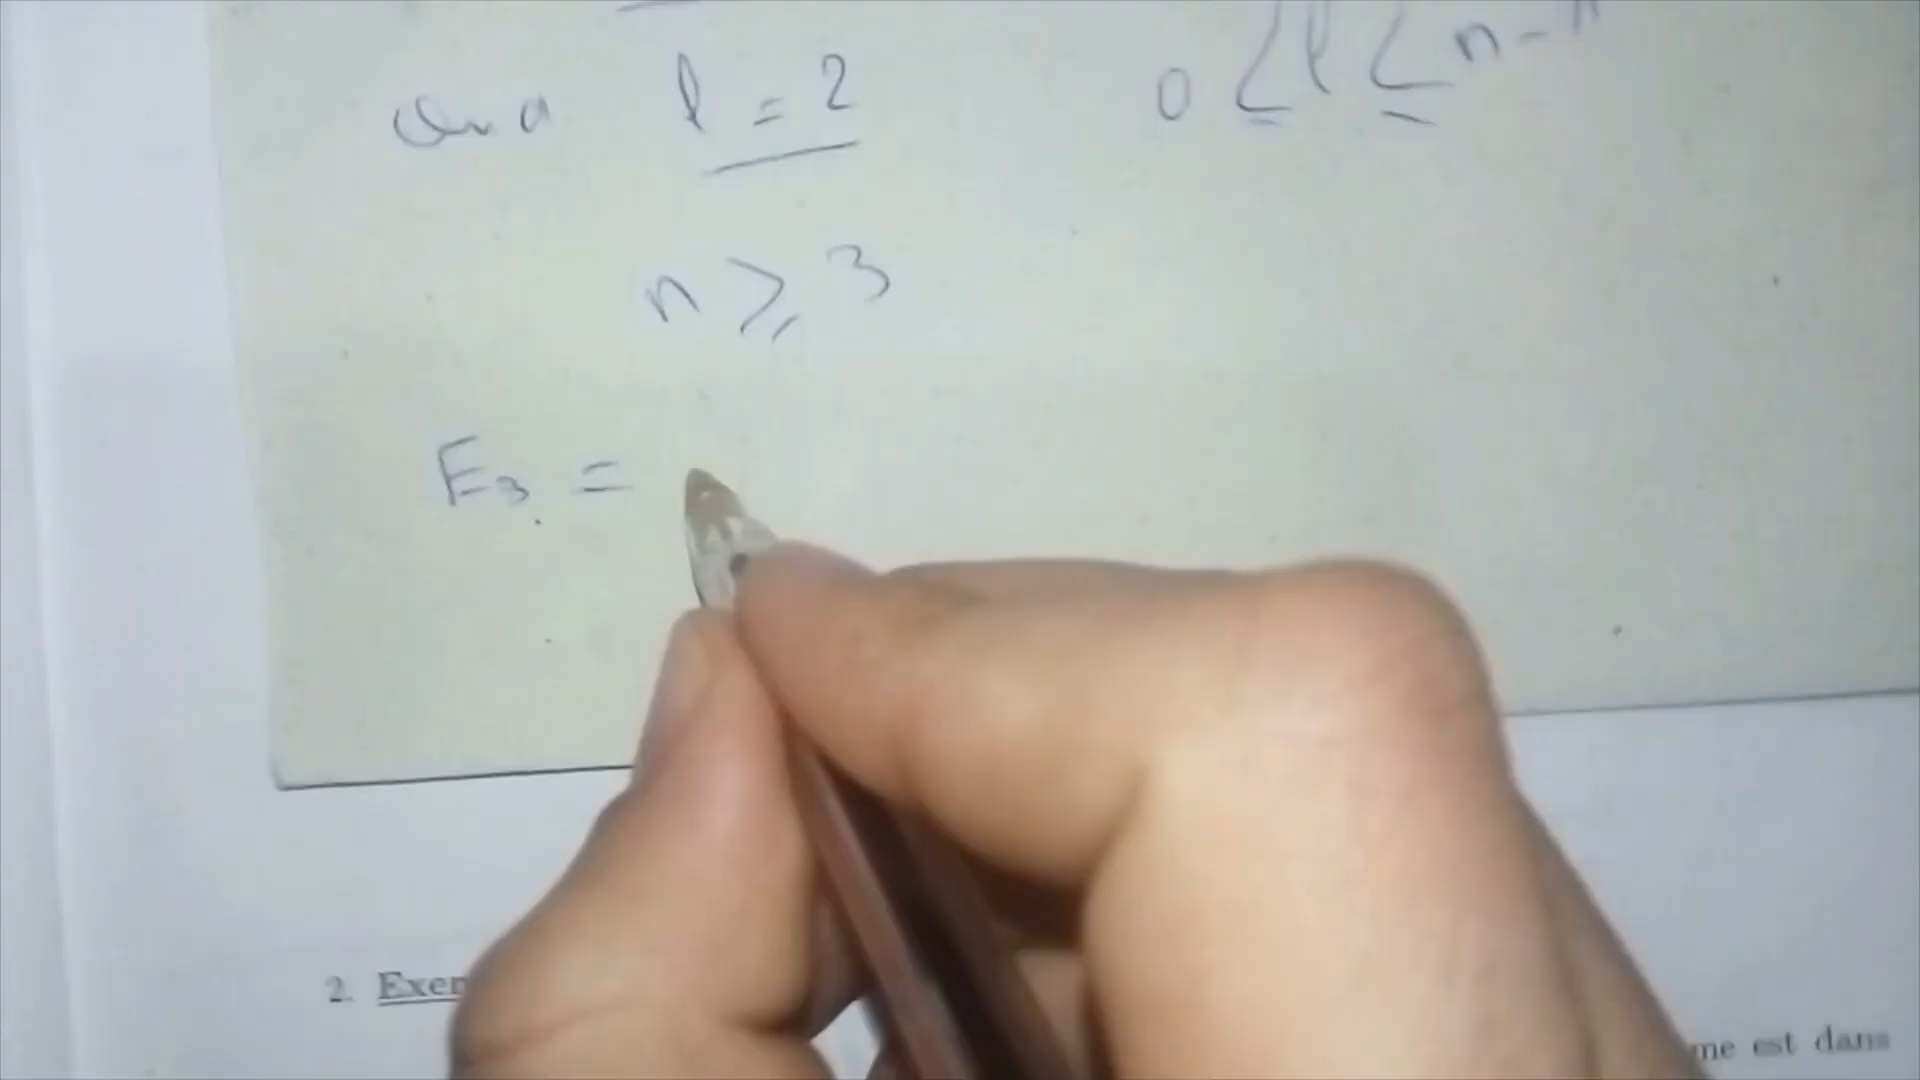 On a l = 2 0 ≤ l ≤ n-1
n ≥ 3
E3 =
2. Exer
me est dans